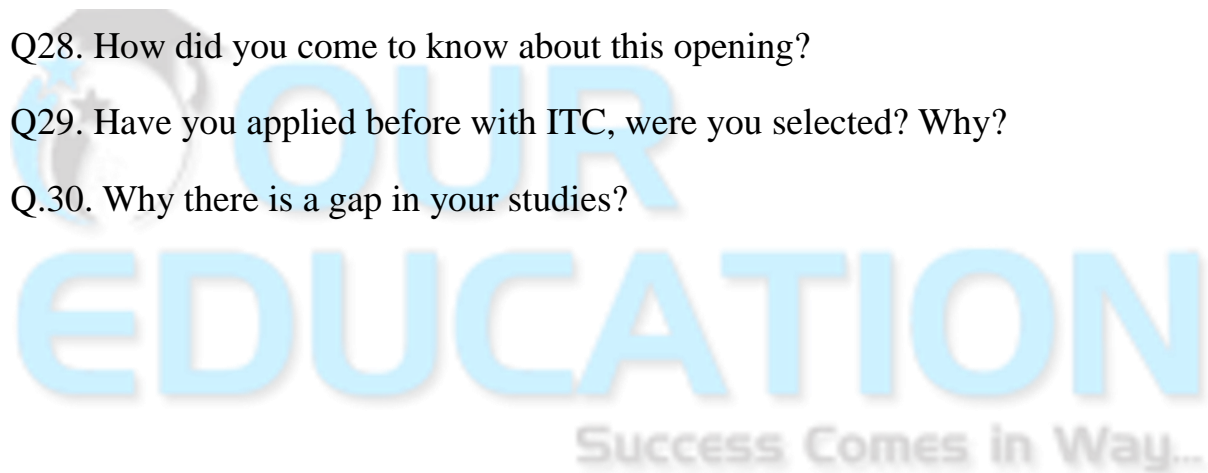 Q28. How did you come to know about this opening?
Q29. Have you applied before with ITC, were you selected? Why?
Q.30. Why there is a gap in your studies?
OUR
EDUCATION
Success Comes in Way...